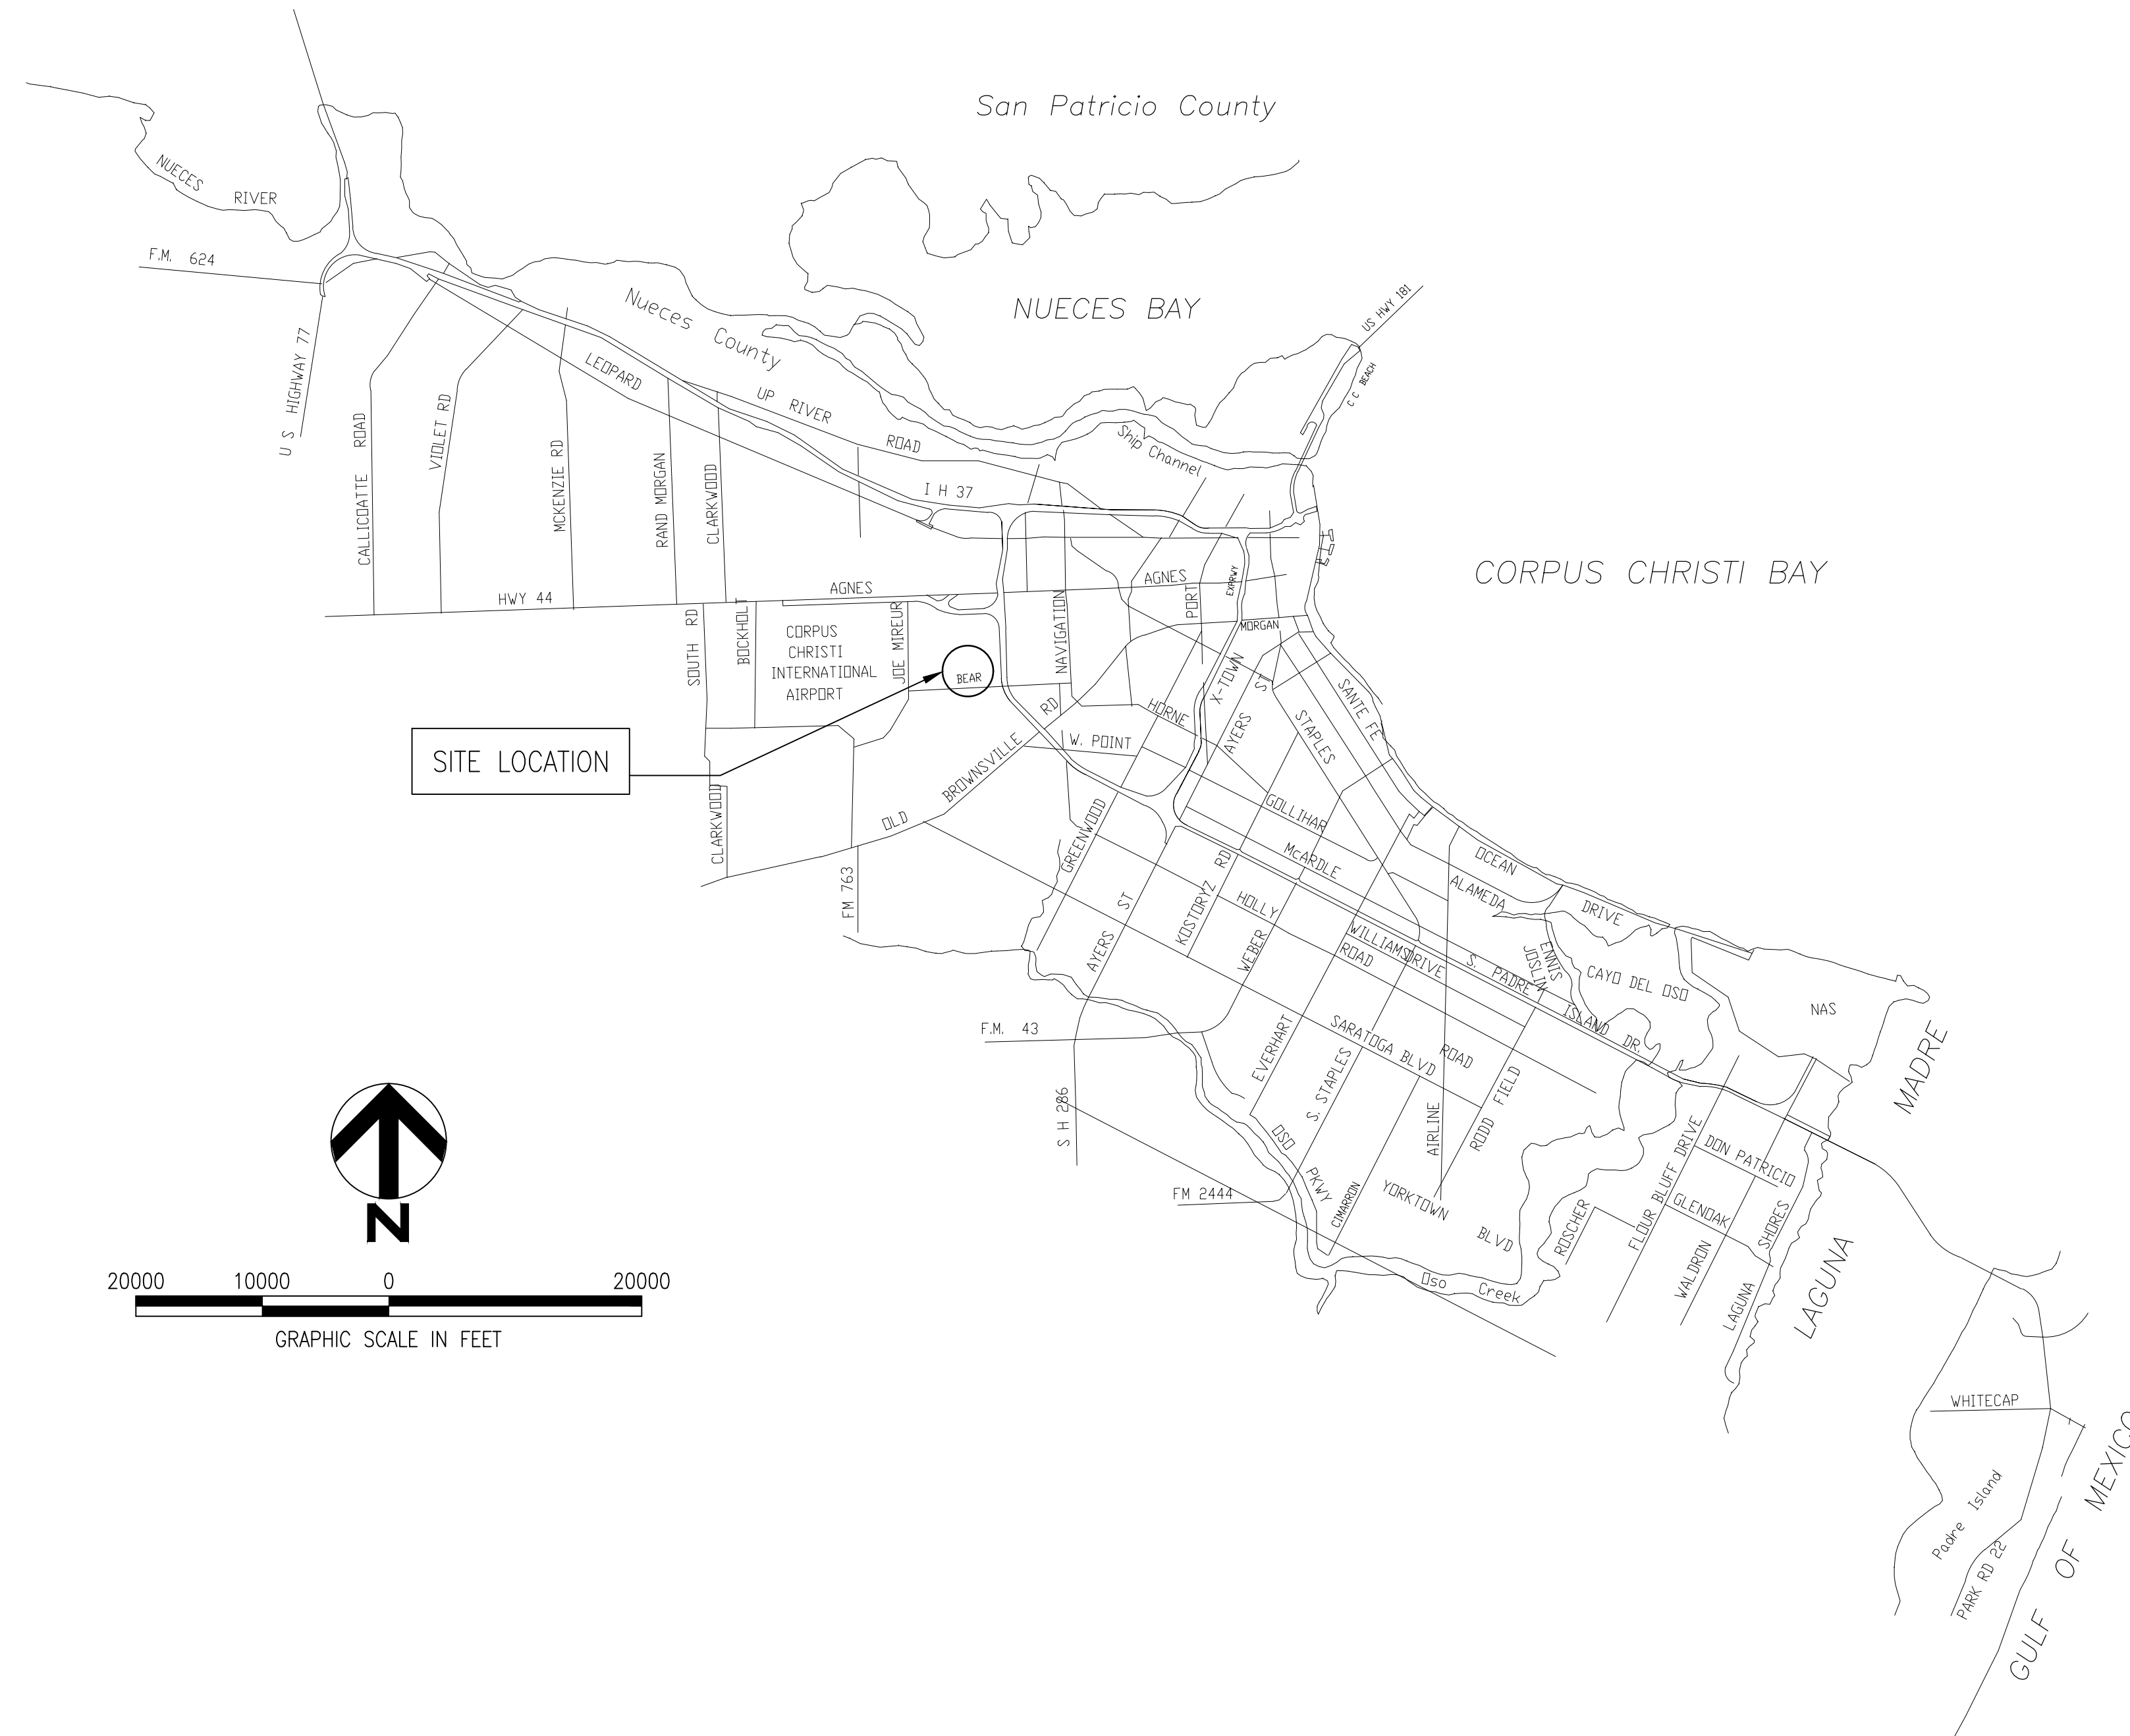 San Patricio County
NUECES
RIVER
F.M. 624
U S HIGHWAY 77
Nueces County
NUECES BAY
US HWY 181
C C BEACH
LEOPARD
UP RIVER
ROAD
Ship Channel
I H 37
CALLICOATTE ROAD
VIOLET RD
MCKENZIE RD
RAND MORGAN
CLARKWOOD
CORPUS CHRISTI BAY
HWY 44
AGNES
AGNES
PORT
EXPRWY
MORGAN
SOUTH RD
BOCKHOLT
CORPUS
CHRISTI
INTERNATIONAL
AIRPORT
JOE MIREUR
BEAR
NAVIGATION
X-TOWN
HORNE
AYERS ST
STAPLES
SANTE FE
SITE LOCATION
W. POINT
OLD BROWNSVILLE RD
CLARKWOOD
FM 763
GREENWOOD
GOLLIHAR
McARDLE
OCEAN
DRIVE
ALAMEDA
AYERS ST
KOSTORYZ RD
HOLLY
WEBER
WILLIAMS
DRIVE
ROAD
S. PADRE
ISLAND DR.
ENNIS
JOSLIN
CAYO DEL OSO
NAS
F.M. 43
EVERHART
SARATOGA BLVD
ROAD
S. STAPLES
S H 286
AIRLINE
RODD FIELD
OSO
PKWY
FM 2444
CIMARRON
YORKTOWN
BLVD
Oso Creek
ROSCHER
FLOUR BLUFF DRIVE
DON PATRICIO
GLENOAK
WALDRON
LAGUNA
SHORES
LAGUNA
MADRE
N
20000 10000 0 20000
GRAPHIC SCALE IN FEET
WHITECAP
Padre Island
PARK RD 22
GULF OF MEXICO